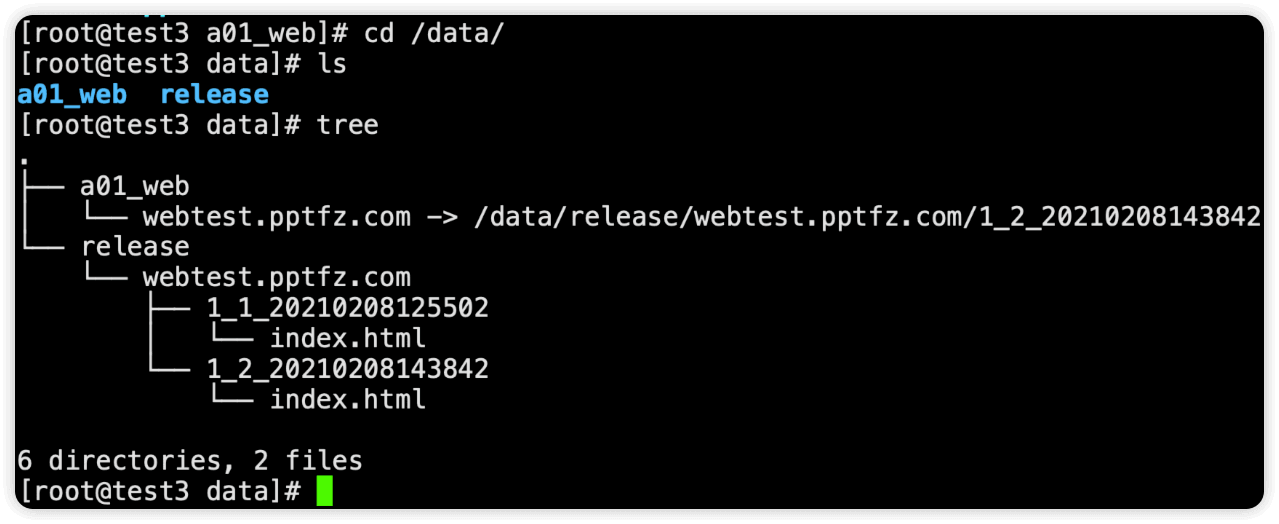 [root@test3 a01_web]# cd /data/
[root@test3 data]# ls
a01_web  release
[root@test3 data]# tree
.
├── a01_web
│   └── webtest.pptfz.com -> /data/release/webtest.pptfz.com/1_2_20210208143842
└── release
    └── webtest.pptfz.com
        ├── 1_1_20210208125502
        │   └── index.html
        └── 1_2_20210208143842
            └── index.html
6 directories, 2 files
[root@test3 data]#